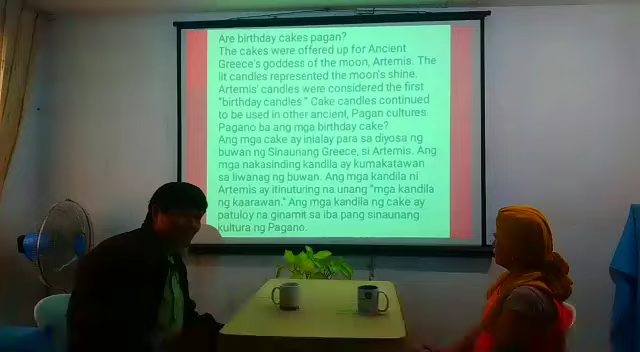 Are birthday cakes pagan?
The cakes were offered up for Ancient
Greece's goddess of the moon, Artemis. The
lit candles represented the moon's shine.
Artemis' candles were considered the first
"birthday candles." Cake candles continued
to be used in other ancient, Pagan cultures.
Pagano ba ang mga birthday cake?
Ang mga cake ay inialay para sa diyosa ng
buwan ng Sinaunang Greece, si Artemis. Ang
mga nakasinding kandila ay kumakatawan
sa liwanag ng buwan. Ang mga kandila ni
Artemis ay itinuturing na unang "mga kandila
ng kaarawan." Ang mga kandila ng cake ay
patuloy na ginamit sa iba pang sinaunang
kultura ng Pagano.